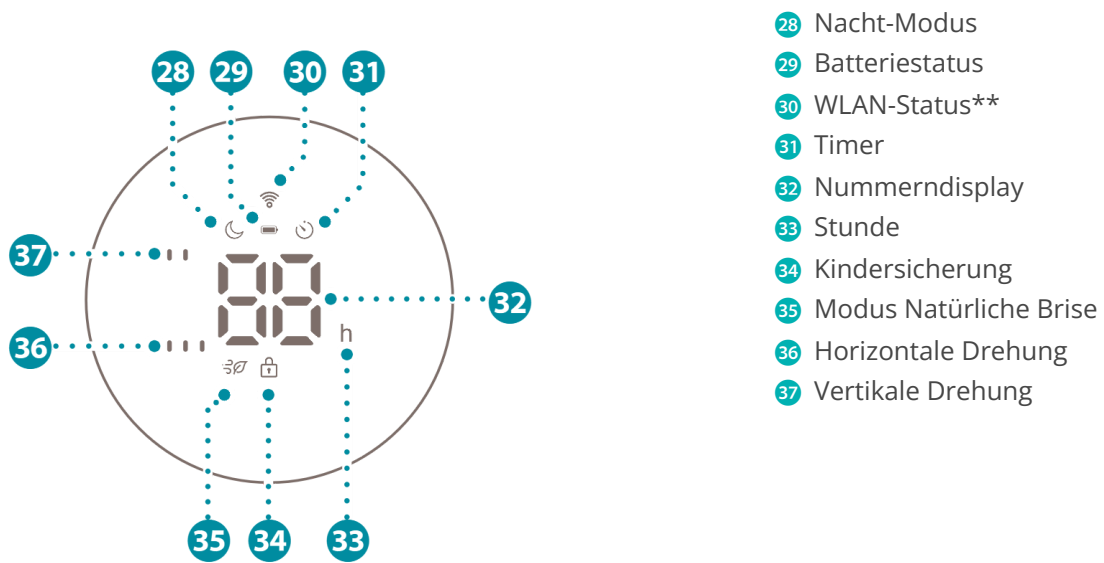 28 29 30 31
37
88
32
36
h
35 34 33
28 Nacht-Modus
29 Batteriestatus
30 WLAN-Status**
31 Timer
32 Nummerndisplay
33 Stunde
34 Kindersicherung
35 Modus Natürliche Brise
36 Horizontale Drehung
37 Vertikale Drehung